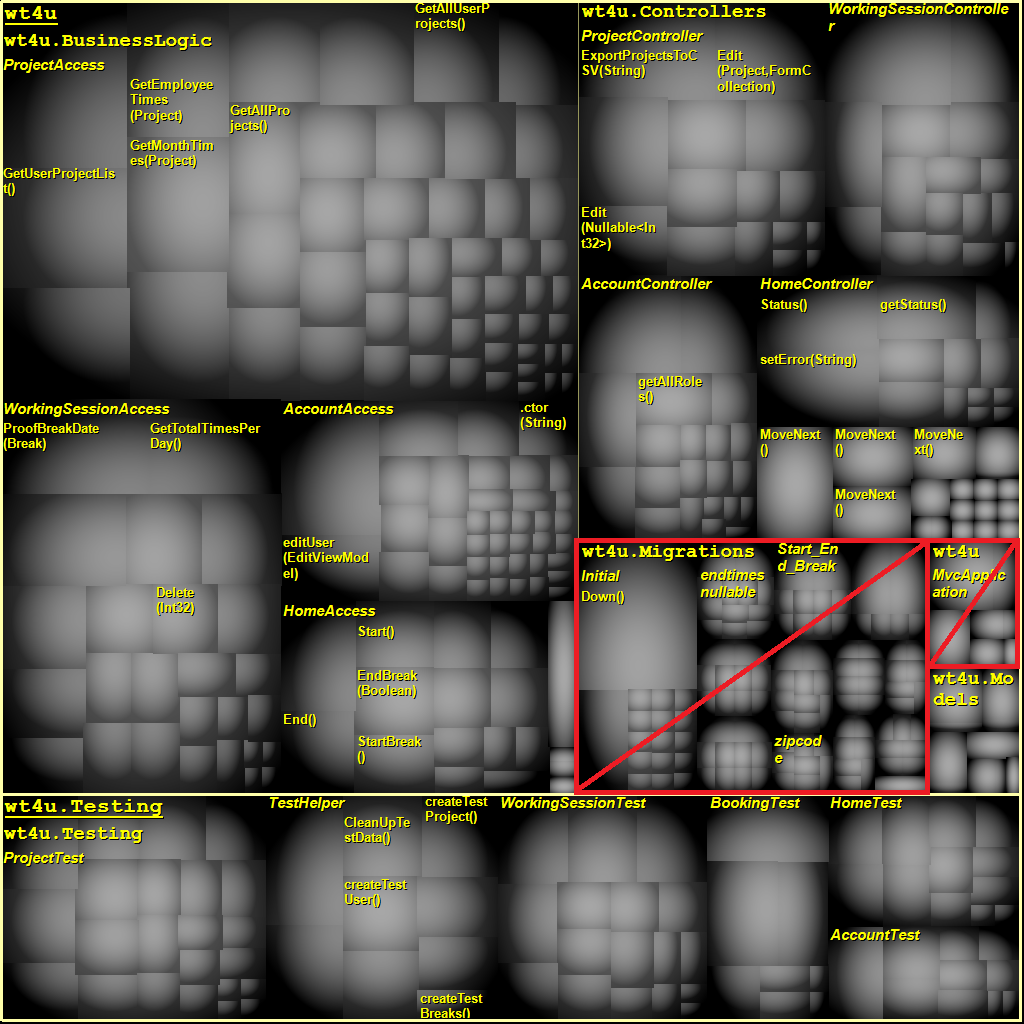 wt4u
wt4u.BusinessLogic
ProjectAccess
GetAllUserP
rojects()
GetEmployee
Times
(Project)
GetAllPro
jects()
GetMonthTim
es(Project)
GetUserProjectLis
t()
wt4u.Controllers
ProjectController
ExportProjectsToC
SV(String)
Edit
(Project,FormC
ollection)
WorkingSessionControlle
r
Edit
(Nullable<In
t32>)
AccountController
getAllRole
s()
HomeController
Status()
getStatus()
setError(String)
MoveNext
()
MoveNext
()
MoveNe
xt()
MoveNext
()
WorkingSessionAccess
ProofBreakDate
(Break)
GetTotalTimesPer
Day()
Delete
(Int32)
AccountAccess
.ctor
(String)
editUser
(EditViewMod
el)
HomeAccess
Start()
EndBreak
(Boolean)
End()
StartBreak
()
wt4u.Migrations
Initial
Down()
endtimes
nullable
Start_En
d_Break
zipcod
e
wt4u
MvcApplic
ation
wt4u.Mo
dels
wt4u.Testing
wt4u.Testing
ProjectTest
TestHelper
CleanUpTe
stData()
createTest
Project()
createTest
User()
createTest
Breaks()
WorkingSessionTest
BookingTest
HomeTest
AccountTest